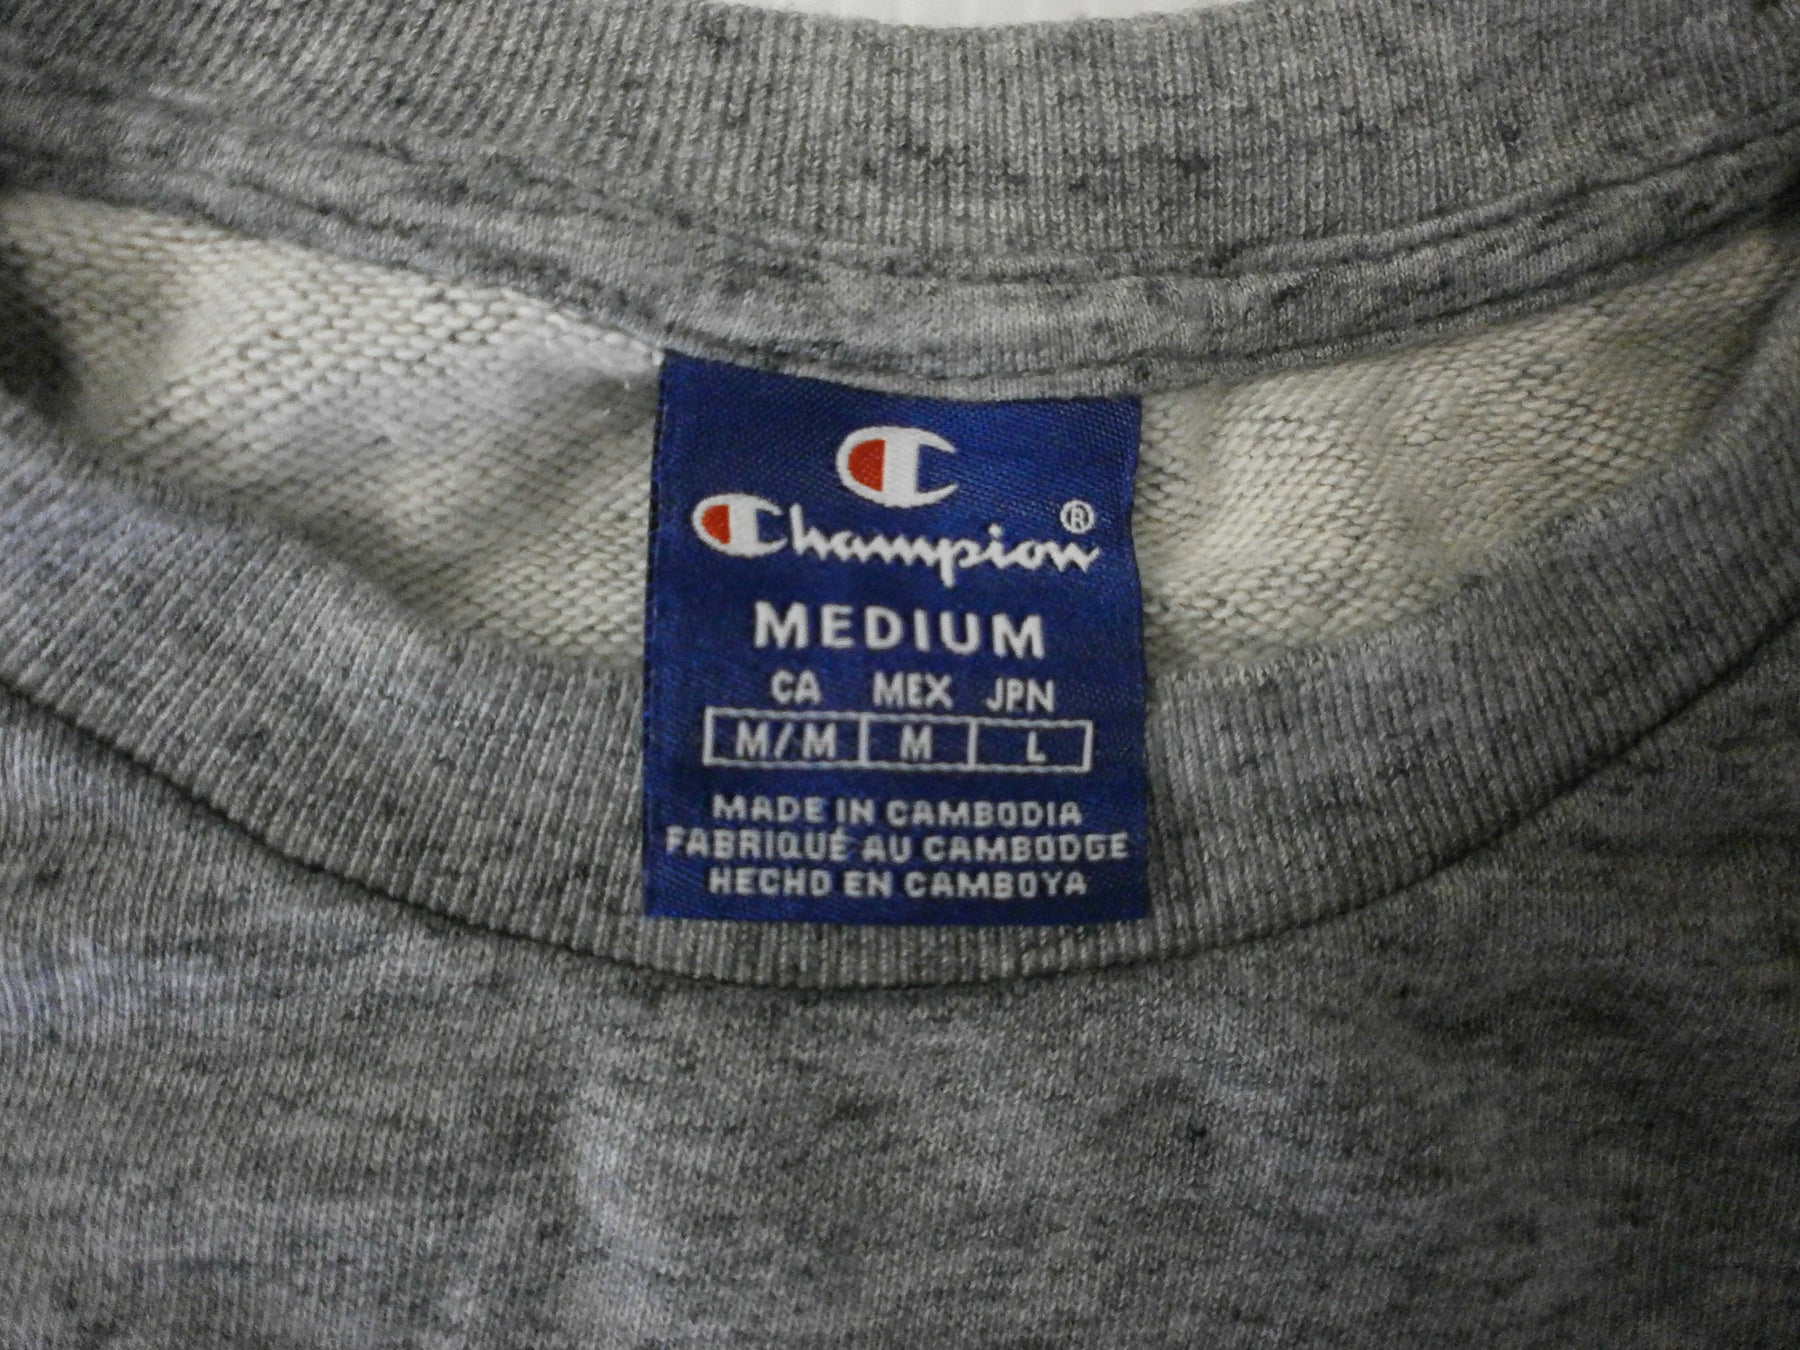 C
Champion®
MEDIUM
CA MEX JPN
M/M M L
MADE IN CAMBODIA
FABRIQUÉ AU CAMBODGE
HECHO EN CAMBOYA